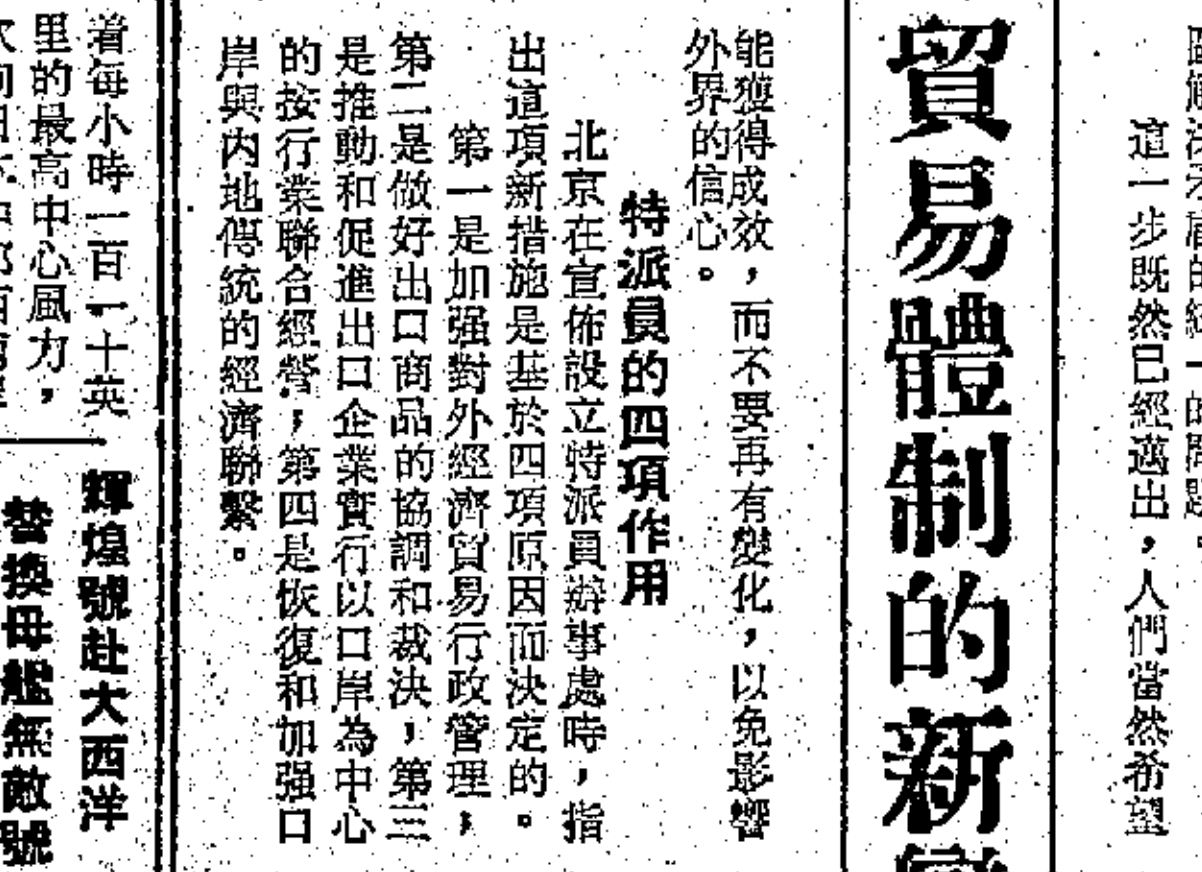 這一步既然已經邁出，人們當然希望
貿易體制的新
能獲得成效，而不要再有變化，以免影響
外界的信心。
特派員的四項作用
北京在宣佈設立特派員辦事處時，指
出這項新措施是基於四項原因而決定的。
第一是加强對外經濟貿易行政管理，
第二是做好出口商品的協調和裁決，第三
是推動和促進出口企業實行以口岸為中心
的按行業聯合經營，第四是恢復和加强口
岸與內地傳統的經濟聯繫。
着每小時一百一十英
里的最高中心風力，
輝煌號赴大西洋
替換母艦無敵號